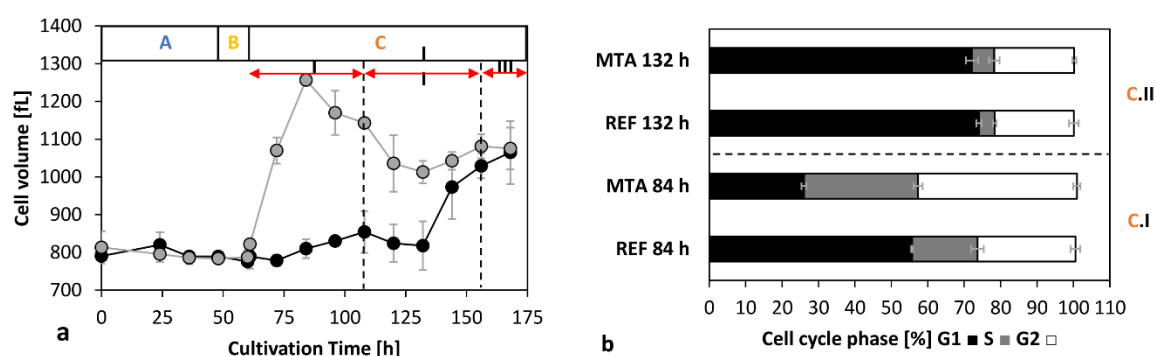 1400
1300
1200
1100
1000
900
800
700
Cell volume [fL]
A B C
I II III
0 25 50 75 100 125 150 175
Cultivation Time [h]
a
MTA 132 h
REF 132 h
MTA 84 h
REF 84 h
C.II
C.I
0 10 20 30 40 50 60 70 80 90 100 110
Cell cycle phase [%] G1 S G2
b